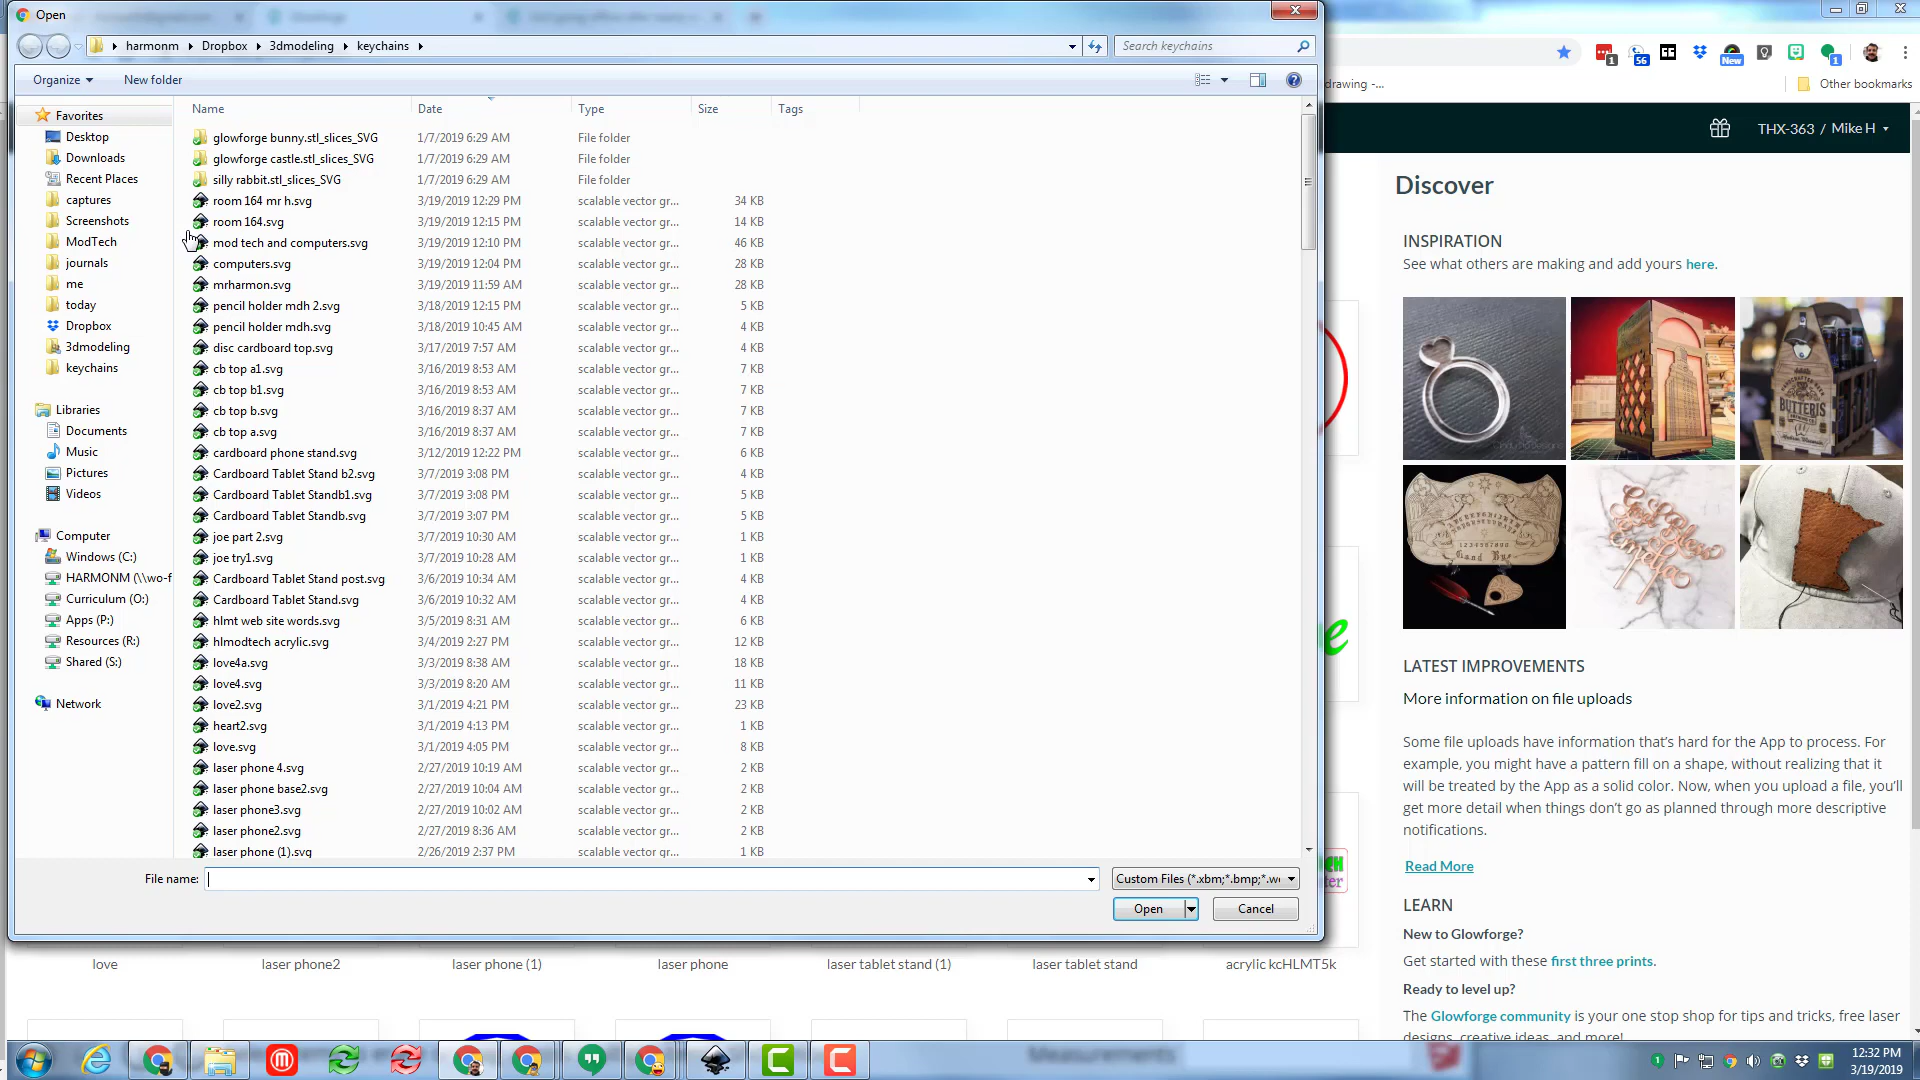 Open
harmonm Dropbox 3dmodeling keychains
Search keychains
Organize New folder
New
1
56
1
drawing -...
Other bookmarks
Name Date Type Size Tags
Favorites
Desktop
Downloads
Recent Places
captures
Screenshots
ModTech
journals
me
today
Dropbox
3dmodeling
keychains
Libraries
Documents
Music
Pictures
Videos
Computer
Windows (C:)
HARMONM (\\wo-f
Curriculum (O:)
Apps (P:)
Resources (R:)
Shared (S:)
Network
glowforge bunny.stl_slices_SVG 1/7/2019 6:29 AM File folder
glowforge castle.stl_slices_SVG 1/7/2019 6:29 AM File folder
silly rabbit.stl_slices_SVG 1/7/2019 6:29 AM File folder
room 164 mr h.svg 3/19/2019 12:29 PM scalable vector gr... 34 KB
room 164.svg 3/19/2019 12:15 PM scalable vector gr... 14 KB
mod tech and computers.svg 3/19/2019 12:10 PM scalable vector gr... 46 KB
computers.svg 3/19/2019 12:04 PM scalable vector gr... 28 KB
mrharmon.svg 3/19/2019 11:59 AM scalable vector gr... 28 KB
pencil holder mdh 2.svg 3/18/2019 12:15 PM scalable vector gr... 5 KB
pencil holder mdh.svg 3/18/2019 10:45 AM scalable vector gr... 4 KB
disc cardboard top.svg 3/17/2019 7:57 AM scalable vector gr... 4 KB
cb top a1.svg 3/16/2019 8:53 AM scalable vector gr... 7 KB
cb top b1.svg 3/16/2019 8:53 AM scalable vector gr... 7 KB
cb top b.svg 3/16/2019 8:37 AM scalable vector gr... 7 KB
cb top a.svg 3/16/2019 8:37 AM scalable vector gr... 7 KB
cardboard phone stand.svg 3/12/2019 12:22 PM scalable vector gr... 6 KB
Cardboard Tablet Stand b2.svg 3/7/2019 3:08 PM scalable vector gr... 4 KB
Cardboard Tablet Standb1.svg 3/7/2019 3:08 PM scalable vector gr... 5 KB
Cardboard Tablet Standb.svg 3/7/2019 3:07 PM scalable vector gr... 5 KB
joe part 2.svg 3/7/2019 10:30 AM scalable vector gr... 1 KB
joe try1.svg 3/7/2019 10:28 AM scalable vector gr... 1 KB
Cardboard Tablet Stand post.svg 3/6/2019 10:34 AM scalable vector gr... 4 KB
Cardboard Tablet Stand.svg 3/6/2019 10:32 AM scalable vector gr... 4 KB
hlmt web site words.svg 3/5/2019 8:31 AM scalable vector gr... 6 KB
hlmodtech acrylic.svg 3/4/2019 2:27 PM scalable vector gr... 12 KB
love4a.svg 3/3/2019 8:38 AM scalable vector gr... 18 KB
love4.svg 3/3/2019 8:20 AM scalable vector gr... 11 KB
love2.svg 3/1/2019 4:21 PM scalable vector gr... 23 KB
heart2.svg 3/1/2019 4:13 PM scalable vector gr... 1 KB
love.svg 3/1/2019 4:05 PM scalable vector gr... 8 KB
laser phone 4.svg 2/27/2019 10:19 AM scalable vector gr... 2 KB
laser phone base2.svg 2/27/2019 10:04 AM scalable vector gr... 2 KB
laser phone3.svg 2/27/2019 10:02 AM scalable vector gr... 2 KB
laser phone2.svg 2/27/2019 8:36 AM scalable vector gr... 2 KB
laser phone (1).svg 2/26/2019 2:37 PM scalable vector gr... 1 KB
File name: Custom Files (*.xbm;*.bmp;*.w
Open Cancel
love laser phone2 laser phone (1) laser phone laser tablet stand (1) laser tablet stand acrylic kcHLMT5k
THX-363 / Mike H
Discover
INSPIRATION
See what others are making and add yours here.
BUTTERIS
Good Bye
LATEST IMPROVEMENTS
More information on file uploads
Some file uploads have information that's hard for the App to process. For
example, you might have a pattern fill on a shape, without realizing that it
will be treated by the App as a solid color. Now, when you upload a file, you'll
get more detail when things don't go as planned through more descriptive
notifications.
Read More
LEARN
New to Glowforge?
Get started with these first three prints.
Ready to level up?
The Glowforge community is your one stop shop for tips and tricks, free laser
designs, creative ideas, and more!
Measurements
12:32 PM
3/19/2019